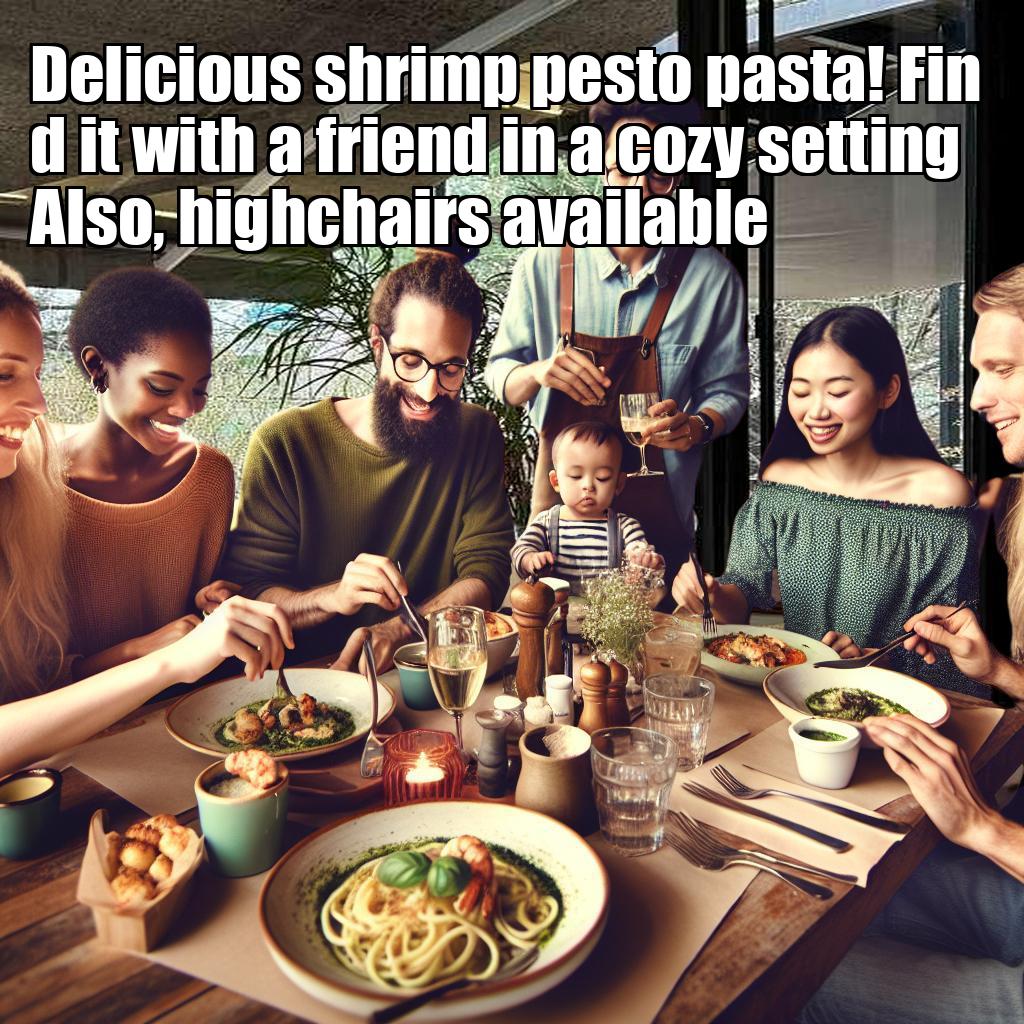 Delicious shrimp pesto pasta! Fin
d it with a friend in a cozy setting
Also, highchairs available